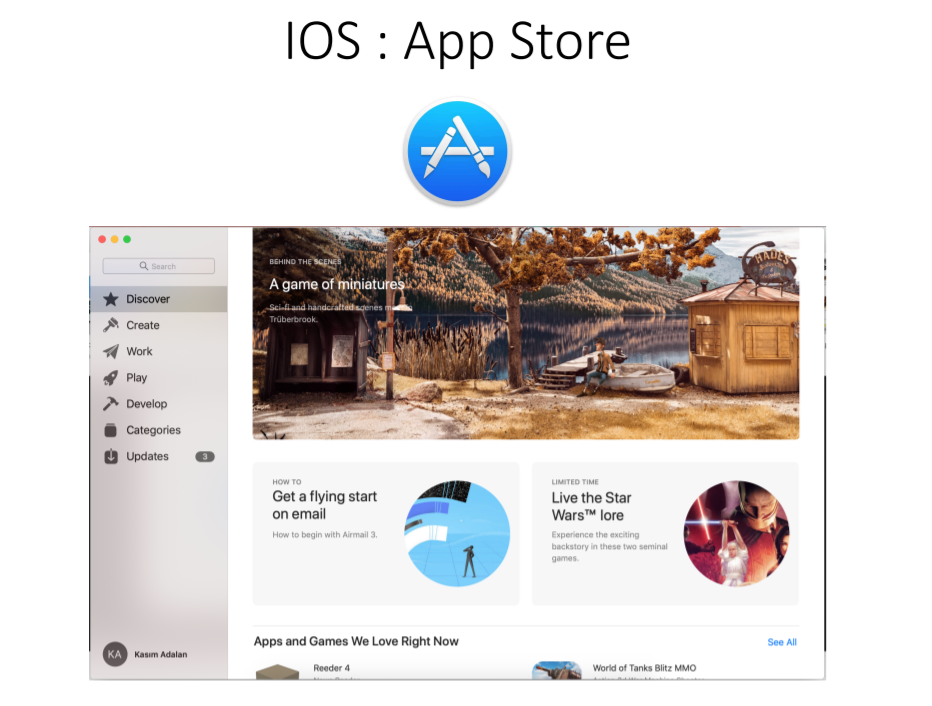 IOS : App Store
Search
Discover
Create
Work
Play
Develop
Categories
Updates 3
KA Kasım Adalan
BEHIND THE SCENES
A game of miniatures
Sci-fi and handcrafted scenes
Trüberbrook.
HADES
HOW TO
Get a flying start
on email
How to begin with Airmail 3.
LIMITED TIME
Live the Star
Wars™ lore
Experience the exciting
backstory in these two seminal
games.
Apps and Games We Love Right Now See All
Reeder 4
World of Tanks Blitz MMO